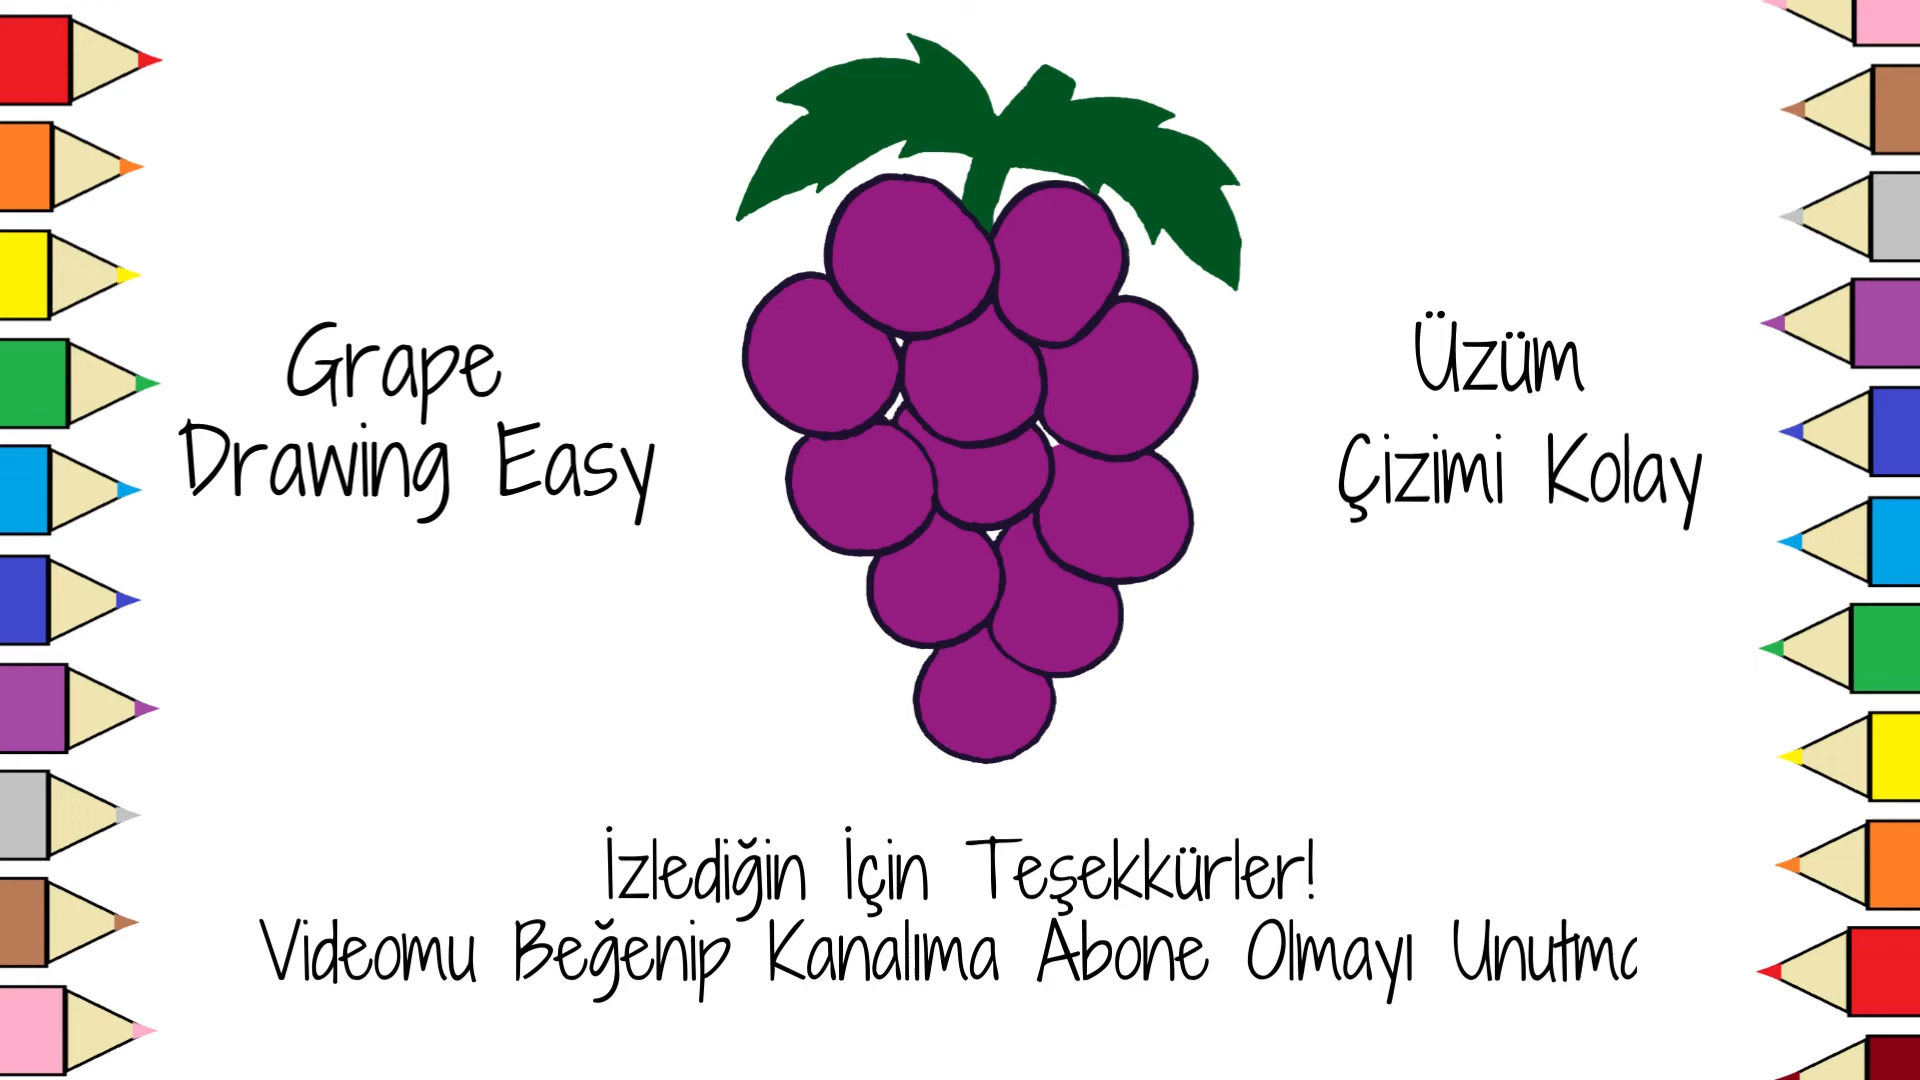 Grape
Drawing Easy
Üzüm
Çizimi Kolay
İzlediğin İçin Teşekkürler!
Videomu Beğenip Kanalıma Abone Olmayı